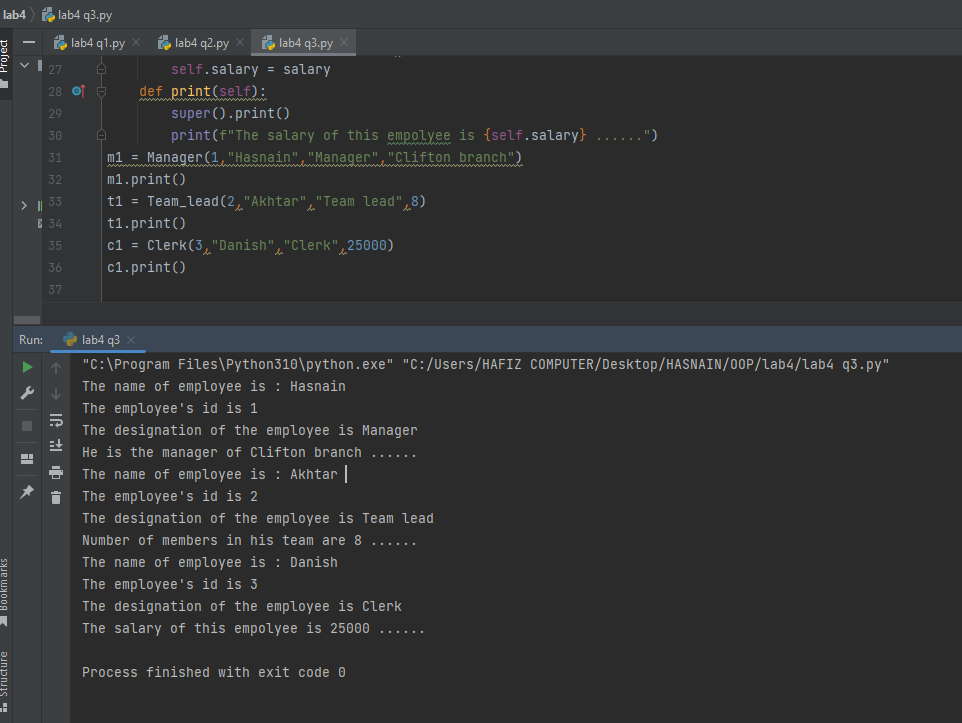 lab4 lab4 q3.py
Project
lab4 q1.py lab4 q2.py lab4 q3.py
27 self.salary = salary
28 def print(self):
29 super().print()
30 print(f"The salary of this empolyee is {self.salary} ......")
31 m1 = Manager(1,"Hasnain","Manager","Clifton branch")
32 m1.print()
33 t1 = Team_lead(2,"Akhtar","Team lead",8)
34 t1.print()
35 c1 = Clerk(3,"Danish","Clerk",25000)
36 c1.print()
37
Run: lab4 q3
"C:\Program Files\Python310\python.exe" "C:/Users/HAFIZ COMPUTER/Desktop/HASNAIN/OOP/lab4/lab4 q3.py"
The name of employee is : Hasnain
The employee's id is 1
The designation of the employee is Manager
He is the manager of Clifton branch ......
The name of employee is : Akhtar
The employee's id is 2
The designation of the employee is Team lead
Number of members in his team are 8 ......
The name of employee is : Danish
The employee's id is 3
The designation of the employee is Clerk
The salary of this empolyee is 25000 ......
Process finished with exit code 0
Bookmarks
Structure